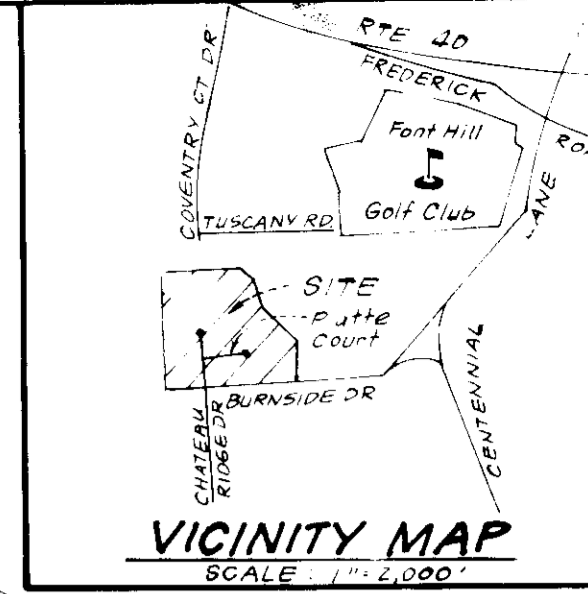 RTE 40
FREDERICK
COVENTRY CT DR
Font Hill
Golf Club
TUSCANY RD.
LANE
SITE
Putte
Court
BURNSIDE DR
CHATEAU
RIDGE DR
CENTENNIAL
VICINITY MAP
SCALE : 1" = 2,000'